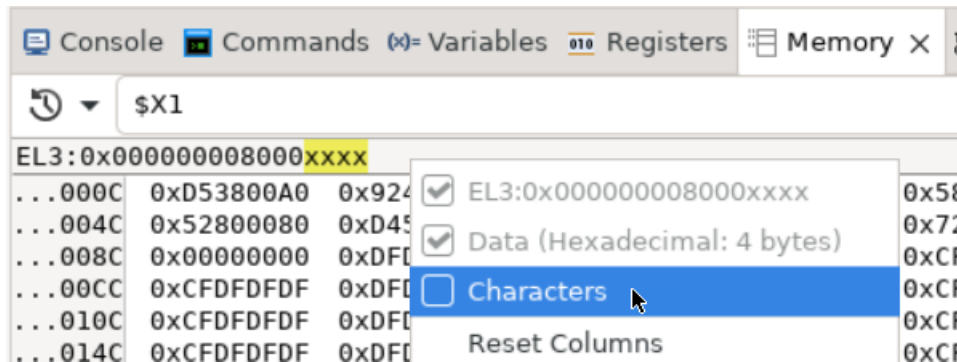 Console Commands (x)= Variables 010 Registers Memory
$X1
EL3:0x000000008000xxxx
...000C 0xD53800A0 0x924 EL3:0x000000008000xxxx 0x58
...004C 0x52800080 0xD45 Data (Hexadecimal: 4 bytes) 0x72
...008C 0x00000000 0xDFD 0xCF
...00CC 0xCFDFDFDF 0xDFD Characters 0xCF
...010C 0xCFDFDFDF 0xDFD 0xCF
...014C 0xCFDFDFDF 0xDFD Reset Columns 0xCF